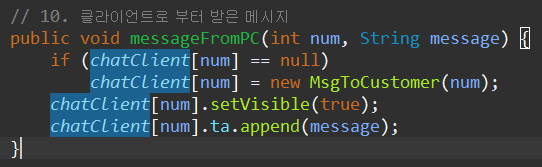 // 10. 클라이언트로 부터 받은 메시지
public void messageFromPC(int num, String message) {
    if (chatClient[num] == null)
        chatClient[num] = new MsgToCustomer(num);
    chatClient[num].setVisible(true);
    chatClient[num].ta.append(message);
}